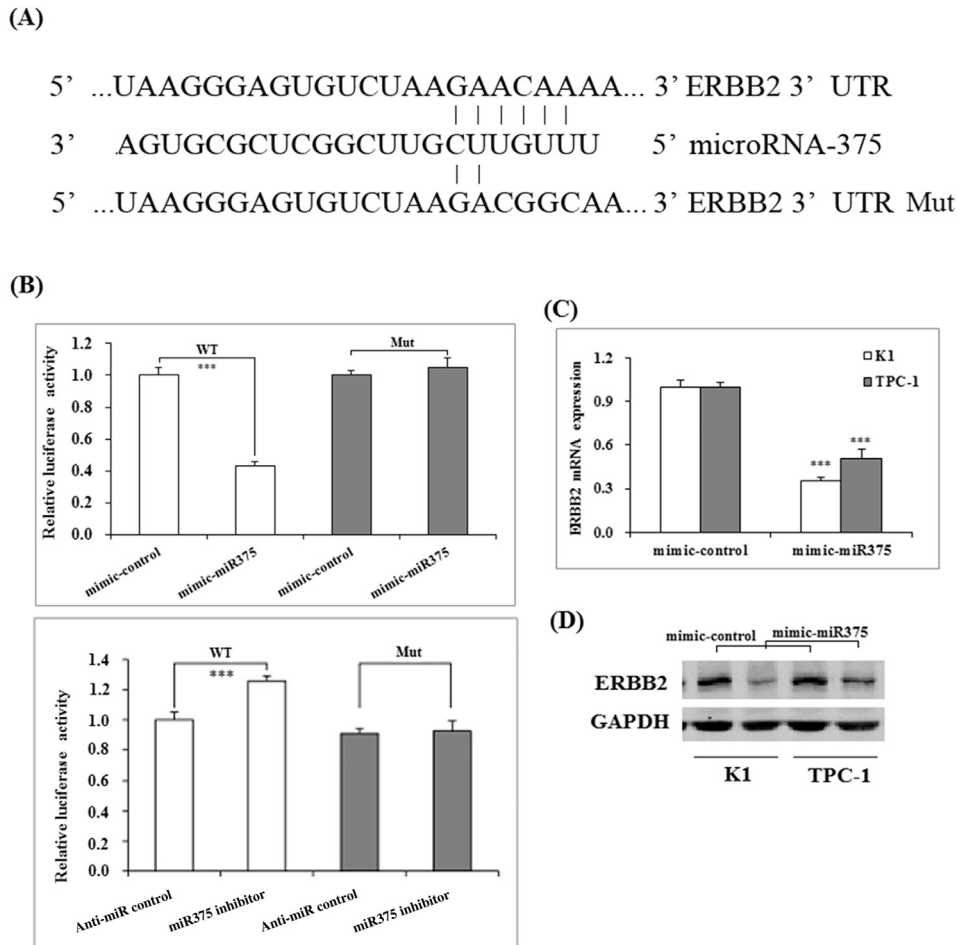 (A)
5’ ...UAAGGGAGUGUCUAAGAACAAAA... 3’ ERBB2 3’ UTR
3’ AGUGCGCUCGGCUUGCUUGUUU 5’ microRNA-375
5’ ...UAAGGGAGUGUCUAAGACGGCAA... 3’ ERBB2 3’ UTR Mut
(B)
Relative luciferase activity
1.2
1.0
0.8
0.6
0.4
0.2
0.0
WT
***
Mut
mimic-control
mimic-miR375
mimic-control
mimic-miR375
Relative luciferase activity
1.4
1.2
1.0
0.8
0.6
0.4
0.2
0.0
WT
***
Mut
Anti-miR control
miR375 inhibitor
Anti-miR control
miR375 inhibitor
(C)
ERBB2 mRNA expression
1.2
0.9
0.6
0.3
0.0
K1
TPC-1
***
***
mimic-control
mimic-miR375
(D)
mimic-control
mimic-miR375
ERBB2
GAPDH
K1
TPC-1